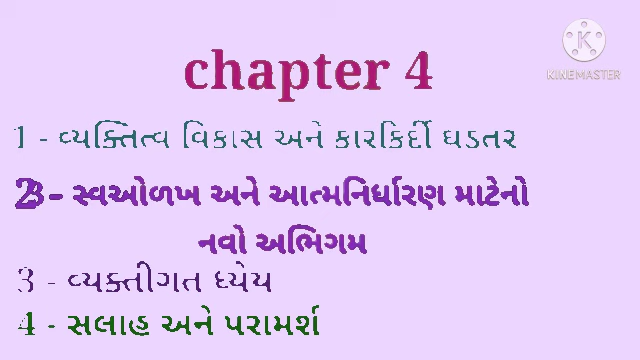 chapter 4
KINEMASTER
1 - વ્યક્તિત્વ વિકાસ અને કારકિર્દી ઘડતર
2 - સ્વઓળખ અને આત્મનિર્ધારણ માટેનો
નવો અભિગમ
3 - વ્યક્તીગત ધ્યેય
4 - સલાહ અને પરામર્શ